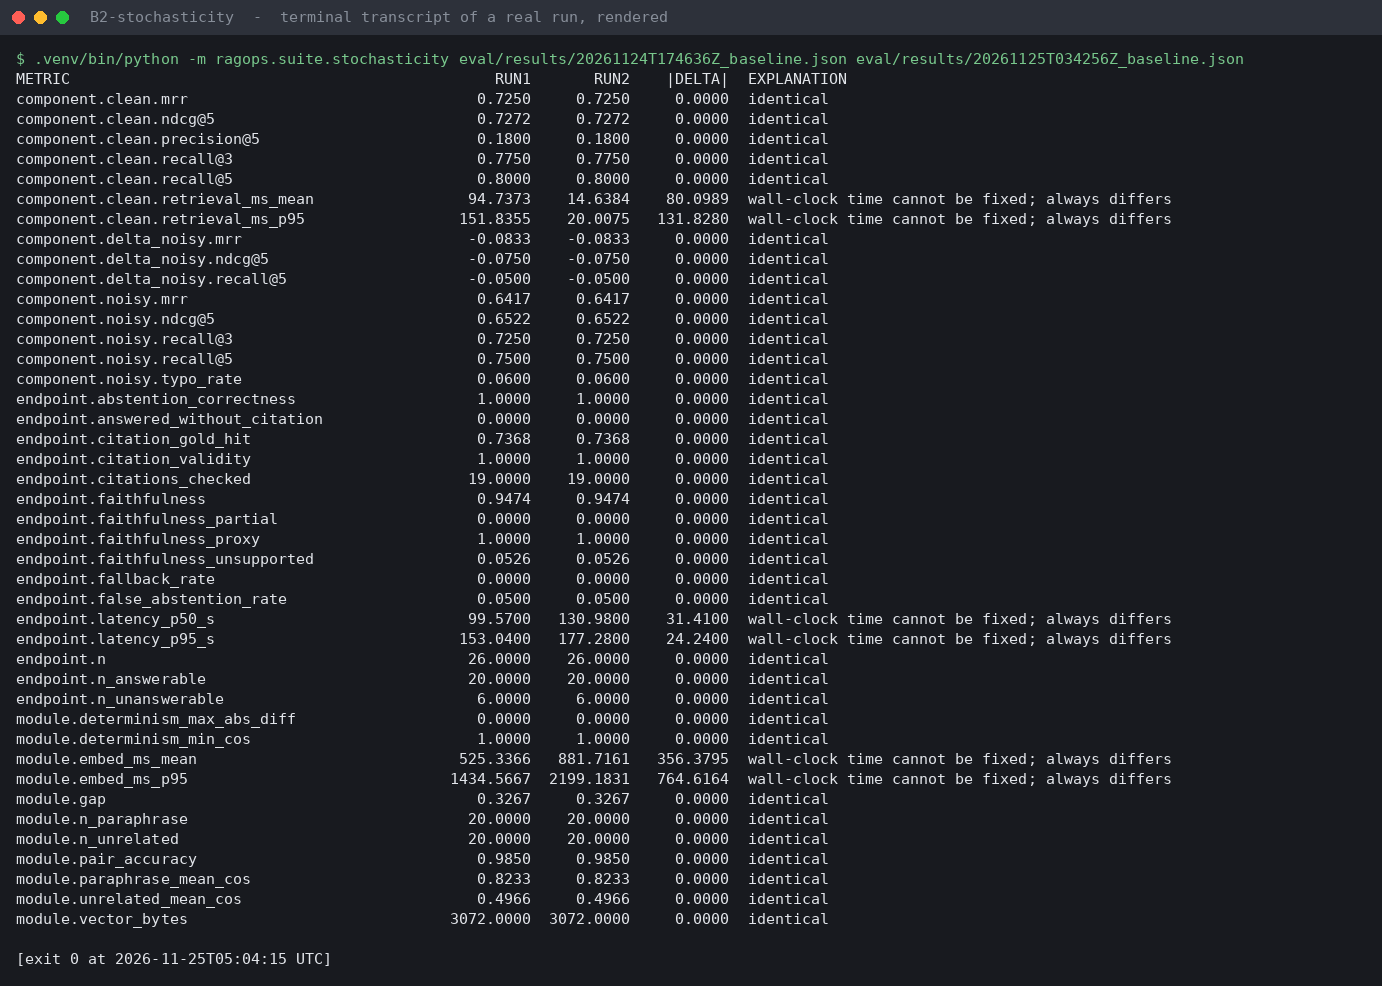 B2-stochasticity  -  terminal transcript of a real run, rendered
$ .venv/bin/python -m ragops.suite.stochasticity eval/results/20261124T174636Z_baseline.json eval/results/20261125T034256Z_baseline.json
METRIC RUN1 RUN2 |DELTA| EXPLANATION
component.clean.mrr 0.7250 0.7250 0.0000 identical
component.clean.ndcg@5 0.7272 0.7272 0.0000 identical
component.clean.precision@5 0.1800 0.1800 0.0000 identical
component.clean.recall@3 0.7750 0.7750 0.0000 identical
component.clean.recall@5 0.8000 0.8000 0.0000 identical
component.clean.retrieval_ms_mean 94.7373 14.6384 80.0989 wall-clock time cannot be fixed; always differs
component.clean.retrieval_ms_p95 151.8355 20.0075 131.8280 wall-clock time cannot be fixed; always differs
component.delta_noisy.mrr -0.0833 -0.0833 0.0000 identical
component.delta_noisy.ndcg@5 -0.0750 -0.0750 0.0000 identical
component.delta_noisy.recall@5 -0.0500 -0.0500 0.0000 identical
component.noisy.mrr 0.6417 0.6417 0.0000 identical
component.noisy.ndcg@5 0.6522 0.6522 0.0000 identical
component.noisy.recall@3 0.7250 0.7250 0.0000 identical
component.noisy.recall@5 0.7500 0.7500 0.0000 identical
component.noisy.typo_rate 0.0600 0.0600 0.0000 identical
endpoint.abstention_correctness 1.0000 1.0000 0.0000 identical
endpoint.answered_without_citation 0.0000 0.0000 0.0000 identical
endpoint.citation_gold_hit 0.7368 0.7368 0.0000 identical
endpoint.citation_validity 1.0000 1.0000 0.0000 identical
endpoint.citations_checked 19.0000 19.0000 0.0000 identical
endpoint.faithfulness 0.9474 0.9474 0.0000 identical
endpoint.faithfulness_partial 0.0000 0.0000 0.0000 identical
endpoint.faithfulness_proxy 1.0000 1.0000 0.0000 identical
endpoint.faithfulness_unsupported 0.0526 0.0526 0.0000 identical
endpoint.fallback_rate 0.0000 0.0000 0.0000 identical
endpoint.false_abstention_rate 0.0500 0.0500 0.0000 identical
endpoint.latency_p50_s 99.5700 130.9800 31.4100 wall-clock time cannot be fixed; always differs
endpoint.latency_p95_s 153.0400 177.2800 24.2400 wall-clock time cannot be fixed; always differs
endpoint.n 26.0000 26.0000 0.0000 identical
endpoint.n_answerable 20.0000 20.0000 0.0000 identical
endpoint.n_unanswerable 6.0000 6.0000 0.0000 identical
module.determinism_max_abs_diff 0.0000 0.0000 0.0000 identical
module.determinism_min_cos 1.0000 1.0000 0.0000 identical
module.embed_ms_mean 525.3366 881.7161 356.3795 wall-clock time cannot be fixed; always differs
module.embed_ms_p95 1434.5667 2199.1831 764.6164 wall-clock time cannot be fixed; always differs
module.gap 0.3267 0.3267 0.0000 identical
module.n_paraphrase 20.0000 20.0000 0.0000 identical
module.n_unrelated 20.0000 20.0000 0.0000 identical
module.pair_accuracy 0.9850 0.9850 0.0000 identical
module.paraphrase_mean_cos 0.8233 0.8233 0.0000 identical
module.unrelated_mean_cos 0.4966 0.4966 0.0000 identical
module.vector_bytes 3072.0000 3072.0000 0.0000 identical
[exit 0 at 2026-11-25T05:04:15 UTC]